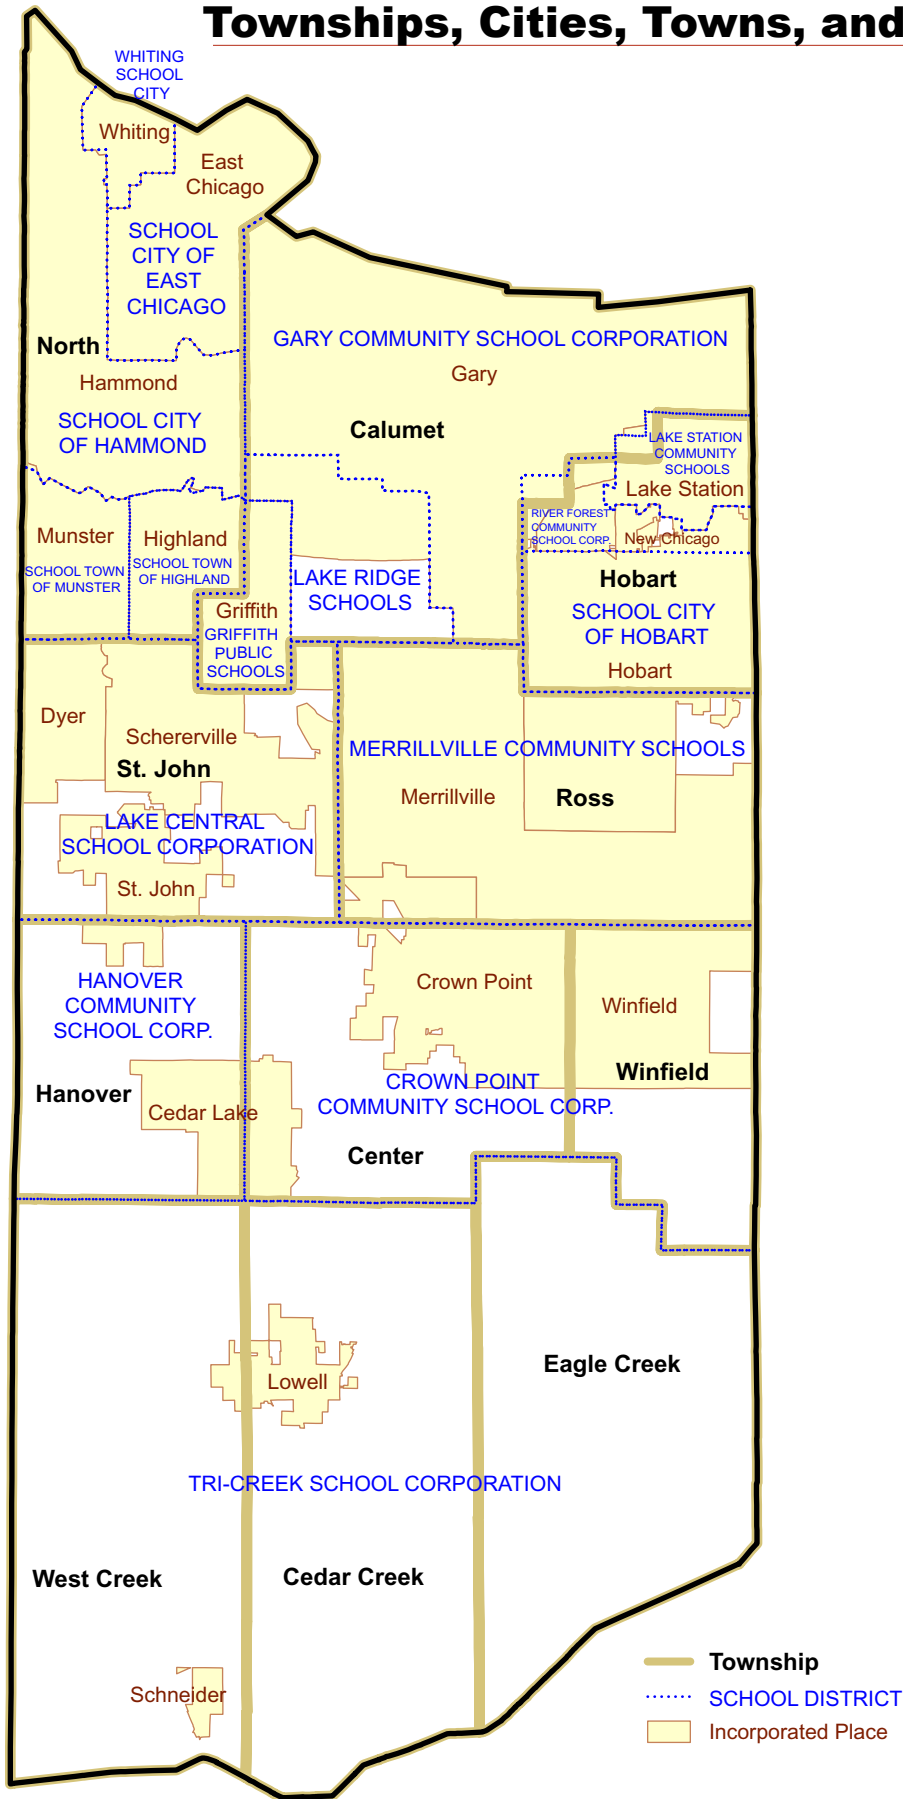 Townships, Cities, Towns, and
WHITING
SCHOOL
CITY
Whiting
East
Chicago
SCHOOL
CITY OF
EAST
CHICAGO
North
GARY COMMUNITY SCHOOL CORPORATION
Gary
Hammond
SCHOOL CITY
OF HAMMOND
Calumet
LAKE STATION
COMMUNITY
SCHOOLS
Lake Station
RIVER FOREST
COMMUNITY
SCHOOL CORP.
New Chicago
Munster
SCHOOL TOWN
OF MUNSTER
Highland
SCHOOL TOWN
OF HIGHLAND
LAKE RIDGE
SCHOOLS
Hobart
SCHOOL CITY
OF HOBART
Hobart
Griffith
GRIFFITH
PUBLIC
SCHOOLS
Dyer
Schererville
St. John
MERRILLVILLE COMMUNITY SCHOOLS
Merrillville
Ross
LAKE CENTRAL
SCHOOL CORPORATION
St. John
HANOVER
COMMUNITY
SCHOOL CORP.
Crown Point
Winfield
Winfield
Hanover
Cedar Lake
CROWN POINT
COMMUNITY SCHOOL CORP.
Center
Eagle Creek
Lowell
TRI-CREEK SCHOOL CORPORATION
West Creek
Cedar Creek
Schneider
Township
SCHOOL DISTRICT
Incorporated Place